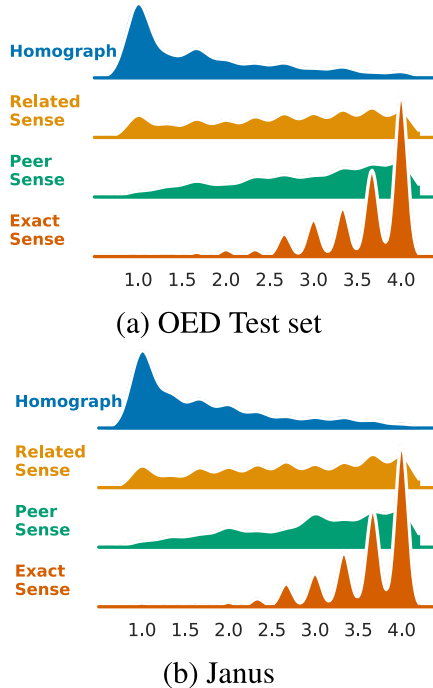 Homograph
Related
Sense
Peer
Sense
Exact
Sense
1.0 1.5 2.0 2.5 3.0 3.5 4.0
(a) OED Test set
Homograph
Related
Sense
Peer
Sense
Exact
Sense
1.0 1.5 2.0 2.5 3.0 3.5 4.0
(b) Janus